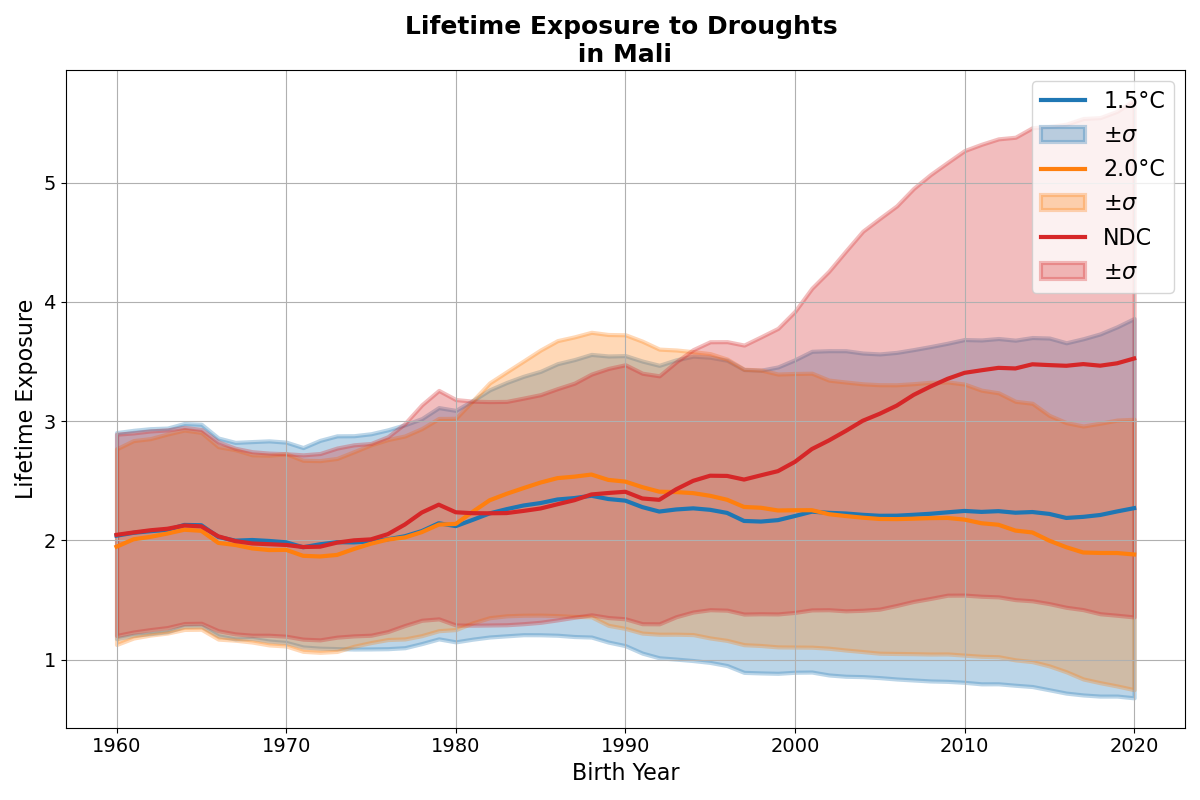 Lifetime Exposure to Droughts
in Mali
Lifetime Exposure
5
4
3
2
1
1960 1970 1980 1990 2000 2010 2020
Birth Year
1.5°C
±σ
2.0°C
±σ
NDC
±σ